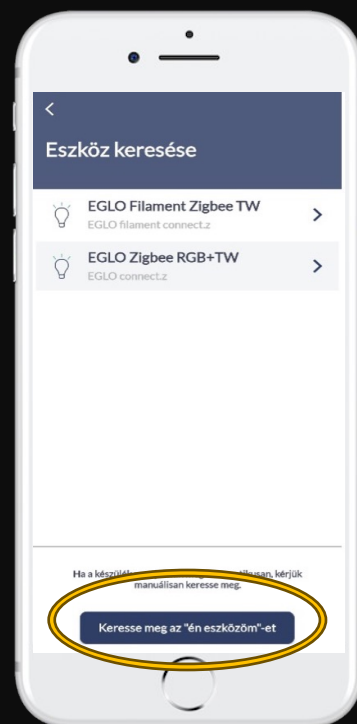 Eszköz keresése
EGLO Filament Zigbee TW
EGLO filament connect.z
EGLO Zigbee RGB+TW
EGLO connect.z
Ha a kérjük
manuálisan keresse meg.
Keresse meg az "én eszközöm"-et